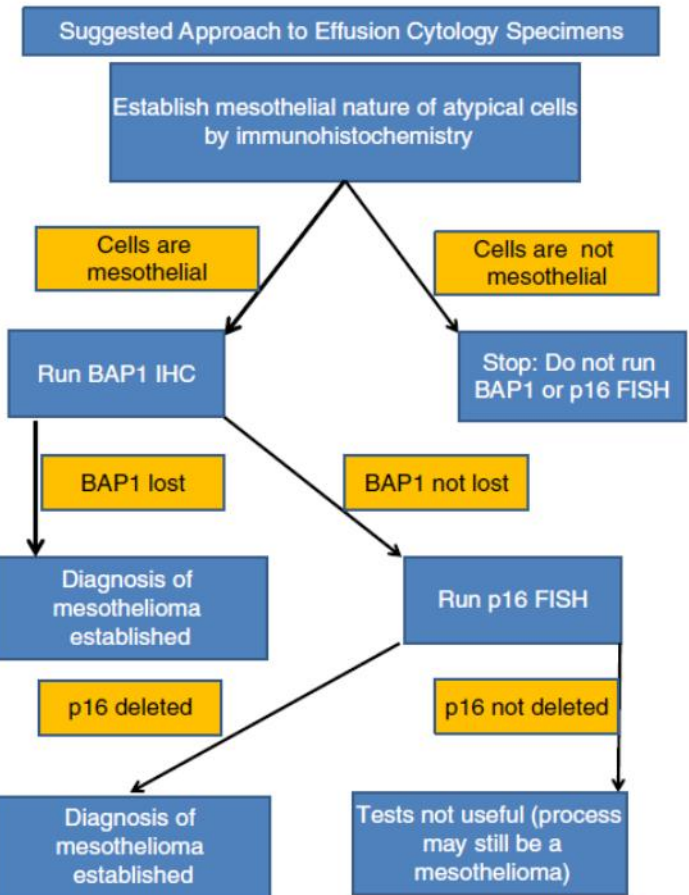 Suggested Approach to Effusion Cytology Specimens
Establish mesothelial nature of atypical cells
by immunohistochemistry
Cells are
mesothelial
Cells are not
mesothelial
Run BAP1 IHC
Stop: Do not run
BAP1 or p16 FISH
BAP1 lost
BAP1 not lost
Diagnosis of
mesothelioma
established
Run p16 FISH
p16 deleted
p16 not deleted
Diagnosis of
mesothelioma
established
Tests not useful (process
may still be a
mesothelioma)